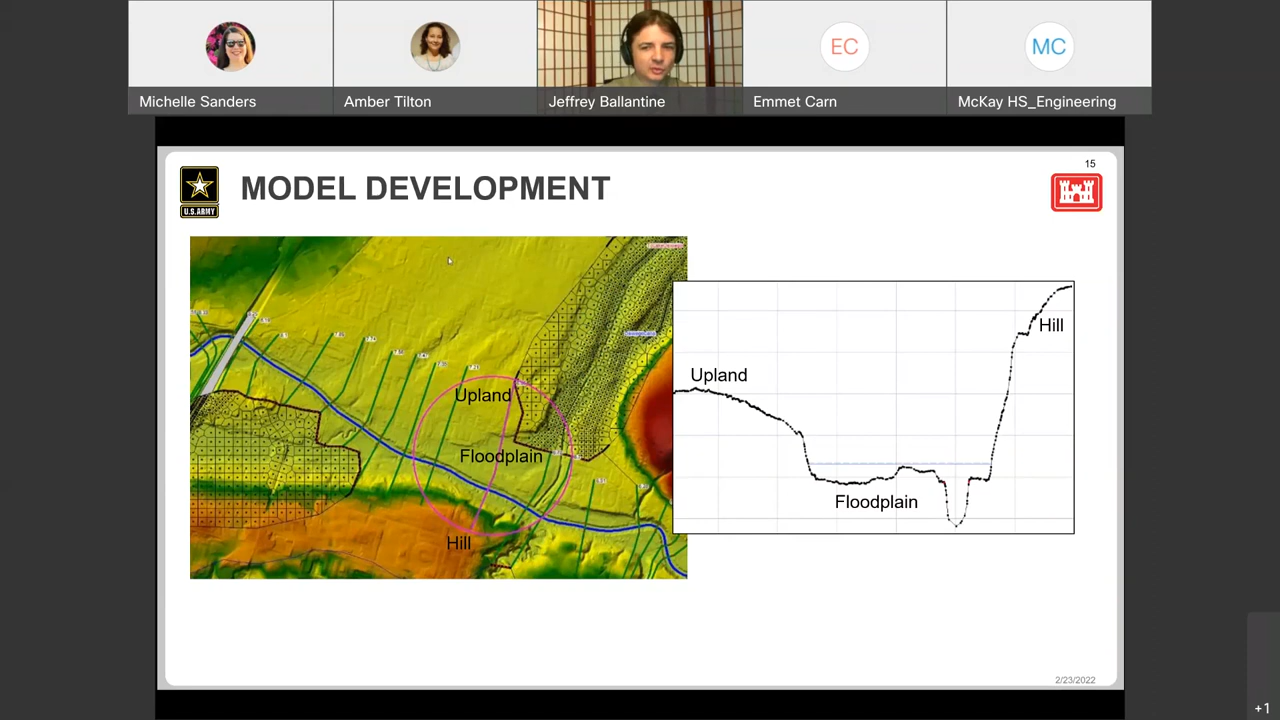 EC
MC
Michelle Sanders
Amber Tilton
Jeffrey Ballantine
Emmet Carn
McKay HS_Engineering
15
MODEL DEVELOPMENT
U.S.ARMY
Upland
Floodplain
Hill
Upland
Hill
Floodplain
2/23/2022
+1